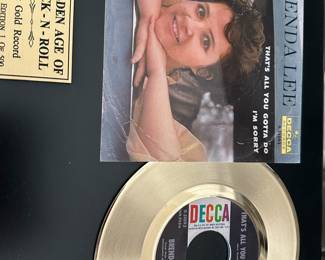 DEN AGE OF
CK-N-ROLL
Gold Record
EDITION 1 OF 500
ENDA LEE
DECCA
THAT'S ALL YOU GOTTA DO
I'M SORRY
DECCA
THAT'S ALL YOU
BREND